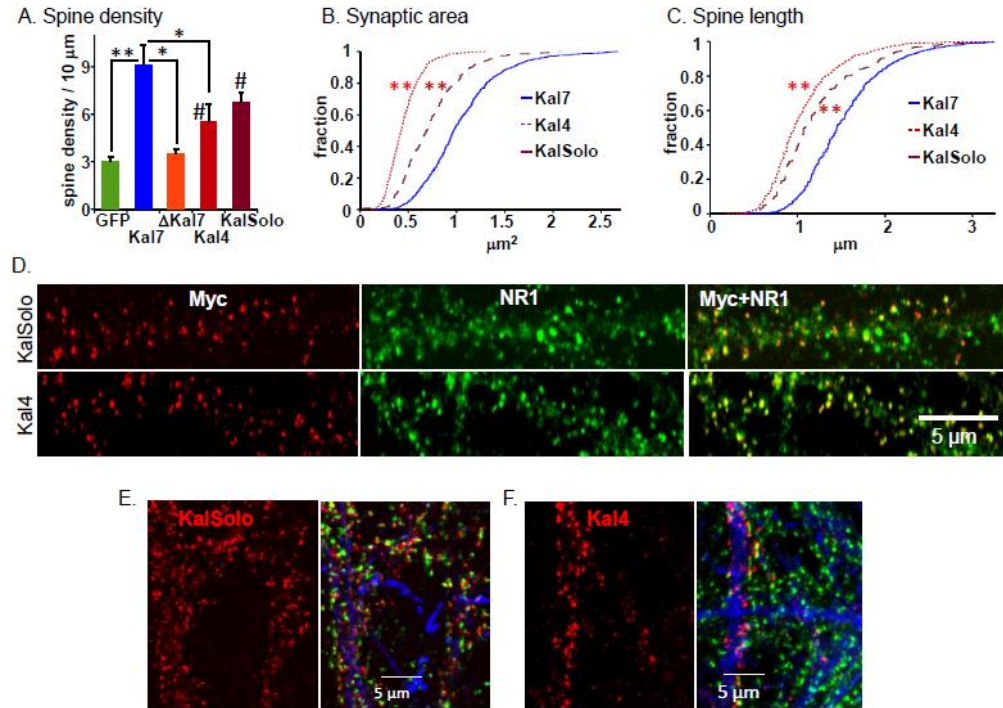 A. Spine density
B. Synaptic area
C. Spine length
spine density / 10 μm
9
6
3
0
** * * # #
GFP Kal7 ΔKal7 Kal4 KalSolo
fraction
1
0.8
0.6
0.4
0.2
0
** **
Kal7
Kal4
KalSolo
0 0.5 1 1.5 2 2.5
μm²
fraction
1
0.8
0.6
0.4
0.2
0
**
**
Kal7
Kal4
KalSolo
0 1 2 3
μm
D.
Myc NR1 Myc+NR1
KalSolo
Kal4
5 μm
E.
KalSolo
5 μm
F.
Kal4
5 μm